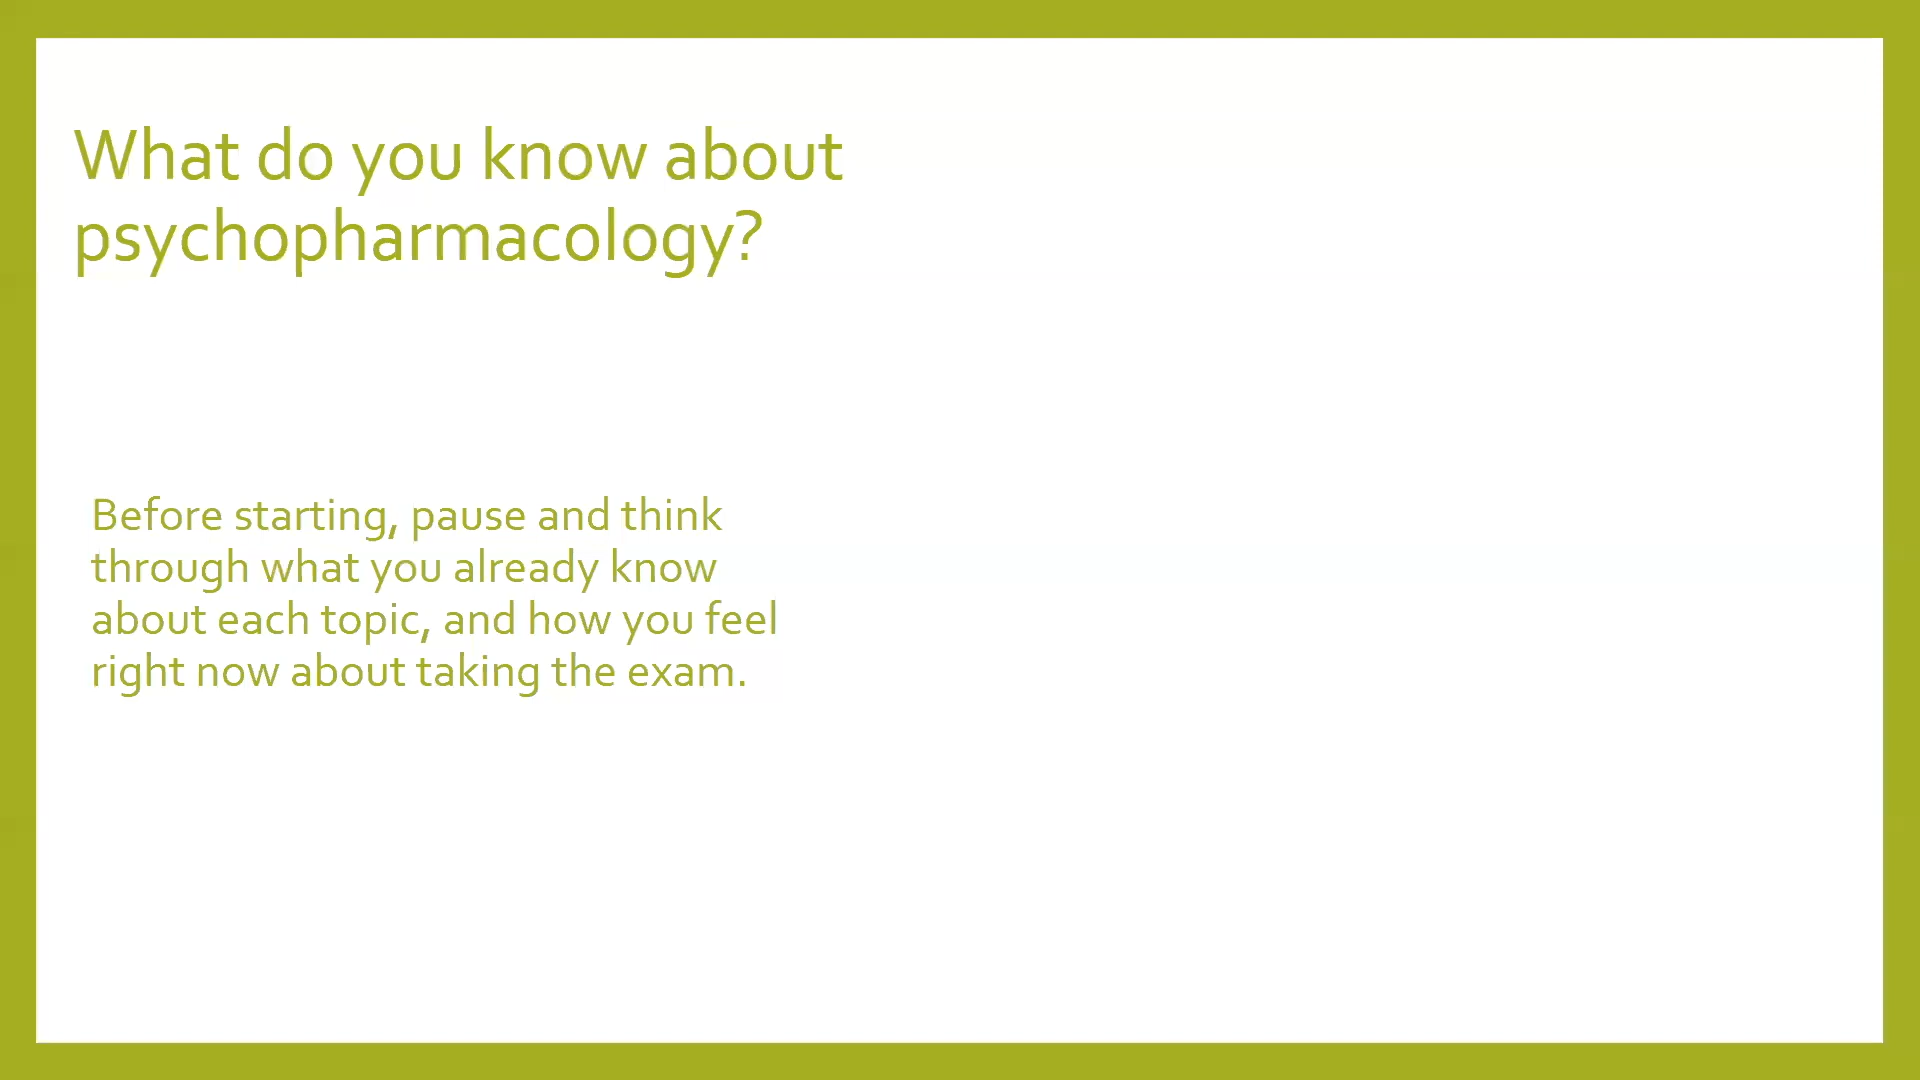 What do you know about
psychopharmacology?
Before starting, pause and think
through what you already know
about each topic, and how you feel
right now about taking the exam.